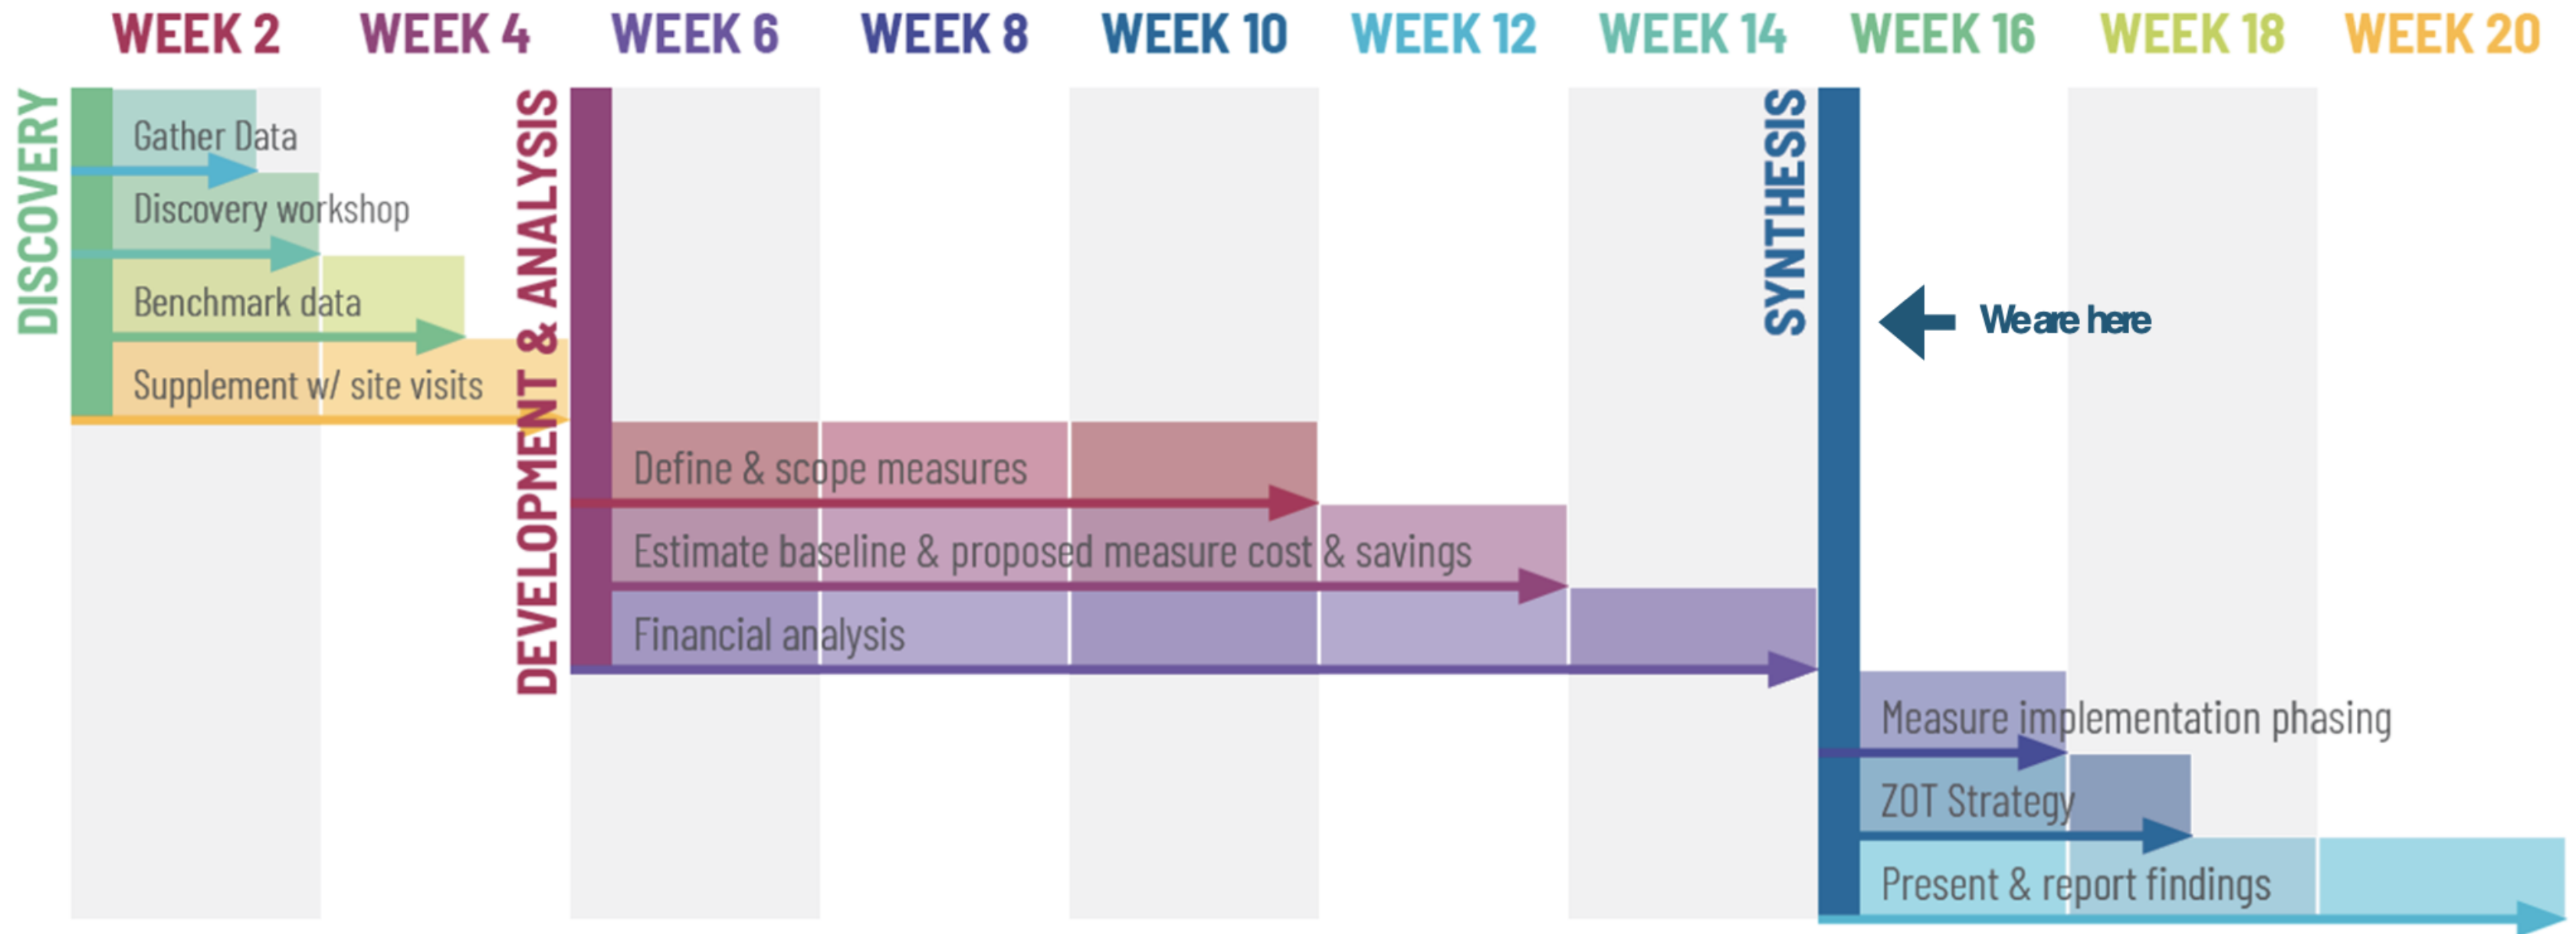 WEEK 2 WEEK 4 WEEK 6 WEEK 8 WEEK 10 WEEK 12 WEEK 14 WEEK 16 WEEK 18 WEEK 20
DISCOVERY
Gather Data
Discovery workshop
Benchmark data
Supplement w/ site visits
DEVELOPMENT & ANALYSIS
Define & scope measures
Estimate baseline & proposed measure cost & savings
Financial analysis
SYNTHESIS
We are here
Measure implementation phasing
ZOT Strategy
Present & report findings